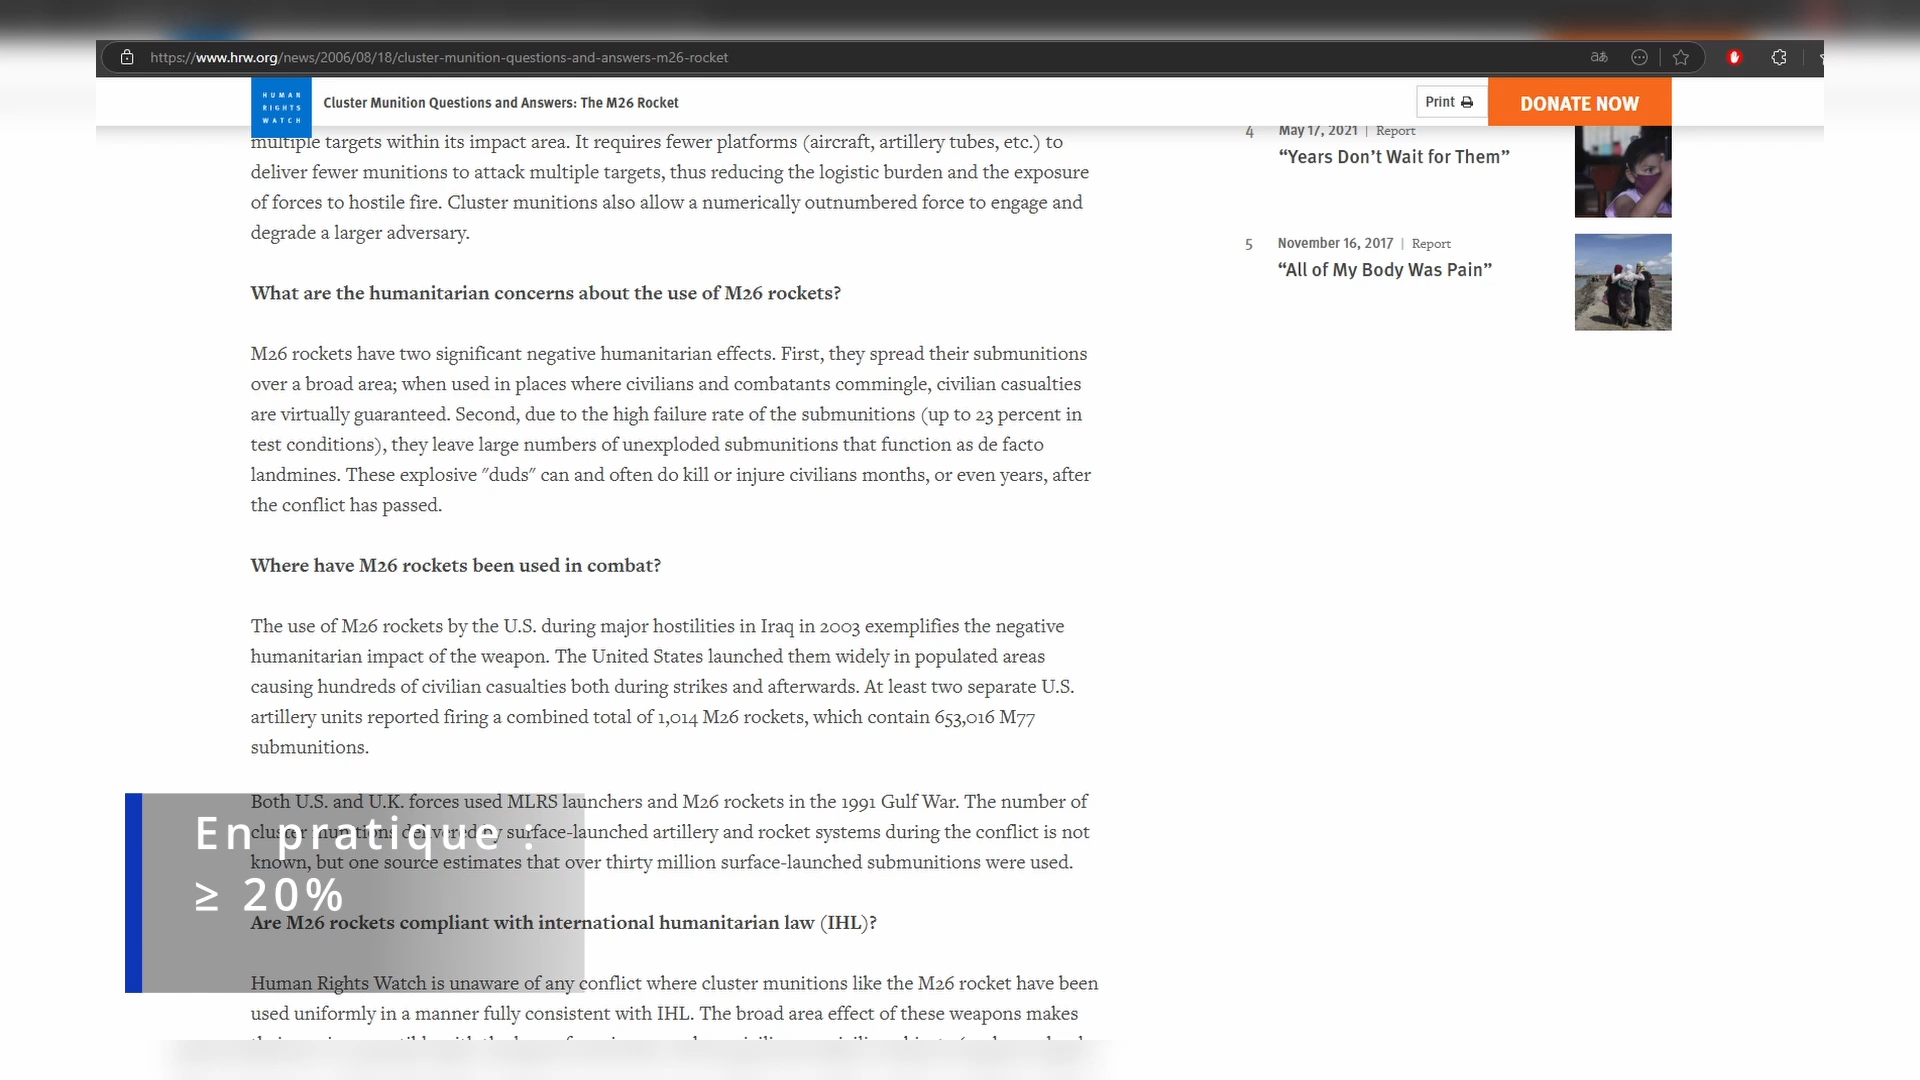 https://www.hrw.org/news/2006/08/18/cluster-munition-questions-and-answers-m26-rocket
HUMAN
RIGHTS
WATCH
Cluster Munition Questions and Answers: The M26 Rocket
Print
DONATE NOW
multiple targets within its impact area. It requires fewer platforms (aircraft, artillery tubes, etc.) to
deliver fewer munitions to attack multiple targets, thus reducing the logistic burden and the exposure
of forces to hostile fire. Cluster munitions also allow a numerically outnumbered force to engage and
degrade a larger adversary.
What are the humanitarian concerns about the use of M26 rockets?
M26 rockets have two significant negative humanitarian effects. First, they spread their submunitions
over a broad area; when used in places where civilians and combatants commingle, civilian casualties
are virtually guaranteed. Second, due to the high failure rate of the submunitions (up to 23 percent in
test conditions), they leave large numbers of unexploded submunitions that function as de facto
landmines. These explosive "duds" can and often do kill or injure civilians months, or even years, after
the conflict has passed.
Where have M26 rockets been used in combat?
The use of M26 rockets by the U.S. during major hostilities in Iraq in 2003 exemplifies the negative
humanitarian impact of the weapon. The United States launched them widely in populated areas
causing hundreds of civilian casualties both during strikes and afterwards. At least two separate U.S.
artillery units reported firing a combined total of 1,014 M26 rockets, which contain 653,016 M77
submunitions.
Both U.S. and U.K. forces used MLRS launchers and M26 rockets in the 1991 Gulf War. The number of
cluster munitions delivered by surface-launched artillery and rocket systems during the conflict is not
known, but one source estimates that over thirty million surface-launched submunitions were used.
Are M26 rockets compliant with international humanitarian law (IHL)?
Human Rights Watch is unaware of any conflict where cluster munitions like the M26 rocket have been
used uniformly in a manner fully consistent with IHL. The broad area effect of these weapons makes
4 May 17, 2021 | Report
“Years Don’t Wait for Them”
5 November 16, 2017 | Report
“All of My Body Was Pain”
En pratique :
≥ 20%